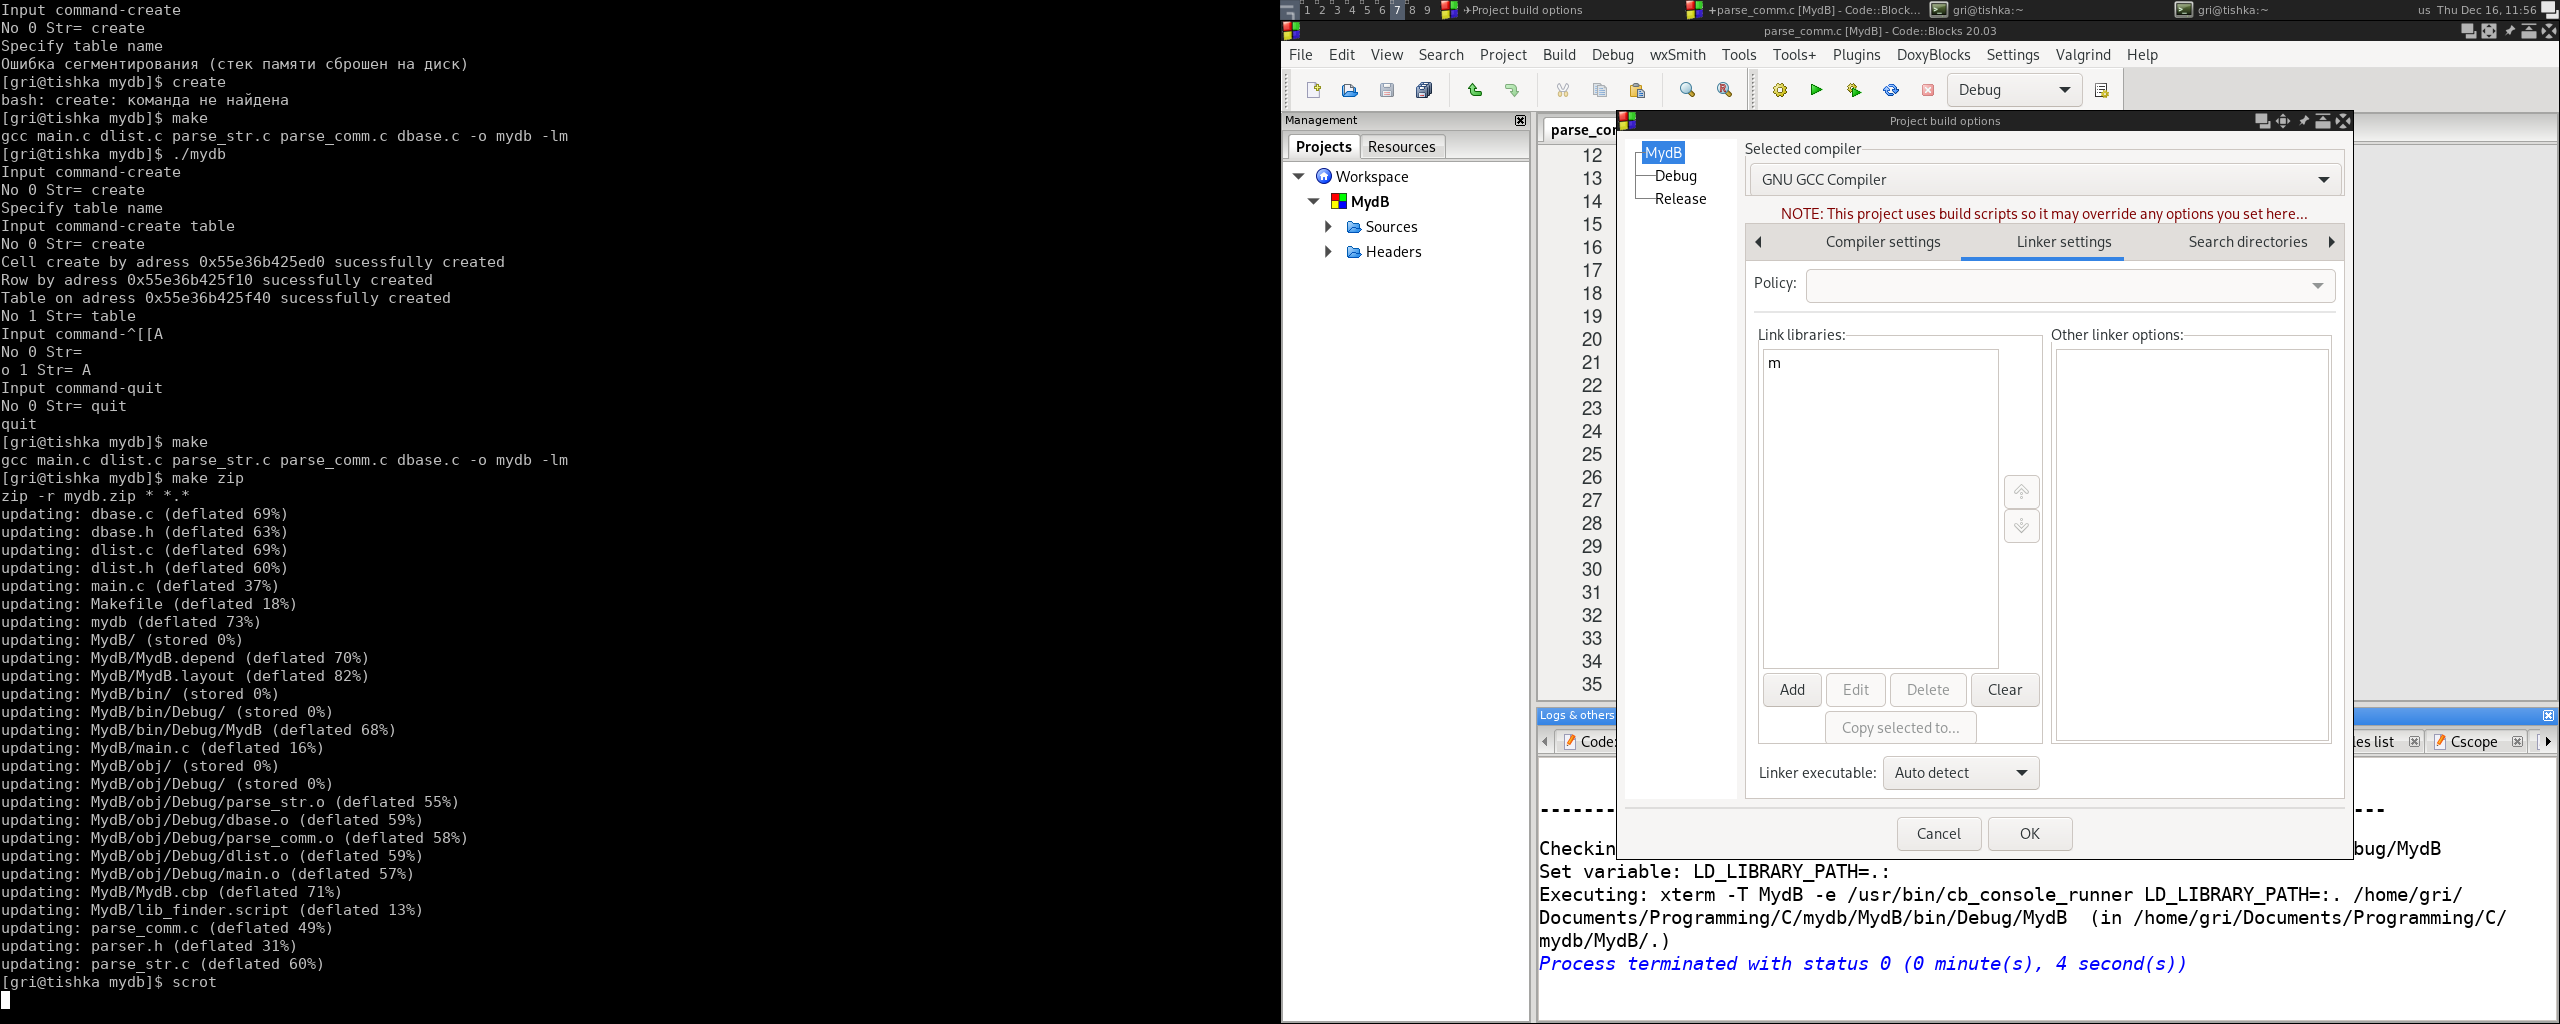 Input command-create
No 0 Str= create
Specify table name
Ошибка сегментирования (стек памяти сброшен на диск)
[gri@tishka mydb]$ create
bash: create: команда не найдена
[gri@tishka mydb]$ make
gcc main.c dlist.c parse_str.c parse_comm.c dbase.c -o mydb -lm
[gri@tishka mydb]$ ./mydb
Input command-create
No 0 Str= create
Specify table name
Input command-create table
No 0 Str= create
Cell create by adress 0x55e36b425ed0 sucessfully created
Row by adress 0x55e36b425f10 sucessfully created
Table on adress 0x55e36b425f40 sucessfully created
No 1 Str= table
Input command-^[[A
No 0 Str=
o 1 Str= A
Input command-quit
No 0 Str= quit
quit
[gri@tishka mydb]$ make
gcc main.c dlist.c parse_str.c parse_comm.c dbase.c -o mydb -lm
[gri@tishka mydb]$ make zip
zip -r mydb.zip * *.*
updating: dbase.c (deflated 69%)
updating: dbase.h (deflated 63%)
updating: dlist.c (deflated 69%)
updating: dlist.h (deflated 60%)
updating: main.c (deflated 37%)
updating: Makefile (deflated 18%)
updating: mydb (deflated 73%)
updating: MydB/ (stored 0%)
updating: MydB/MydB.depend (deflated 70%)
updating: MydB/MydB.layout (deflated 82%)
updating: MydB/bin/ (stored 0%)
updating: MydB/bin/Debug/ (stored 0%)
updating: MydB/bin/Debug/MydB (deflated 68%)
updating: MydB/main.c (deflated 16%)
updating: MydB/obj/ (stored 0%)
updating: MydB/obj/Debug/ (stored 0%)
updating: MydB/obj/Debug/parse_str.o (deflated 55%)
updating: MydB/obj/Debug/dbase.o (deflated 59%)
updating: MydB/obj/Debug/parse_comm.o (deflated 58%)
updating: MydB/obj/Debug/dlist.o (deflated 59%)
updating: MydB/obj/Debug/main.o (deflated 57%)
updating: MydB/MydB.cbp (deflated 71%)
updating: MydB/lib_finder.script (deflated 13%)
updating: parse_comm.c (deflated 49%)
updating: parser.h (deflated 31%)
updating: parse_str.c (deflated 60%)
[gri@tishka mydb]$ scrot
1 2 3 4 5 6 7 8 9 +Project build options +parse_comm.c [MydB] - Code::Block... gri@tishka:~ gri@tishka:~ us Thu Dec 16, 11:56
parse_comm.c [MydB] - Code::Blocks 20.03
File Edit View Search Project Build Debug wxSmith Tools Tools+ Plugins DoxyBlocks Settings Valgrind Help
Debug
Management
Projects Resources
Workspace
MydB
Sources
Headers
parse_cor
12
13
14
15
16
17
18
19
20
21
22
23
24
25
26
27
28
29
30
31
32
33
34
35
Project build options
MydB
Debug
Release
Selected compiler
GNU GCC Compiler
NOTE: This project uses build scripts so it may override any options you set here...
Compiler settings Linker settings Search directories
Policy:
Link libraries: Other linker options:
m
Add Edit Delete Clear
Copy selected to...
Linker executable: Auto detect
Cancel OK
Logs & others
Code: les list Cscope
Checkin bug/MydB
Set variable: LD_LIBRARY_PATH=.:
Executing: xterm -T MydB -e /usr/bin/cb_console_runner LD_LIBRARY_PATH=:. /home/gri/
Documents/Programming/C/mydb/MydB/bin/Debug/MydB (in /home/gri/Documents/Programming/C/
mydb/MydB/.)
Process terminated with status 0 (0 minute(s), 4 second(s))